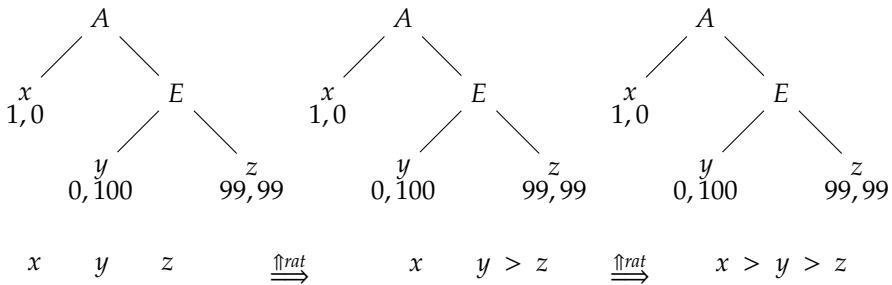 A A A
x E x E x E
1, 0 1, 0 1, 0
y z y z y z
0, 100 99, 99 0, 100 99, 99 0, 100 99, 99
x y z ⇑rat ⟹ x y > z ⇑rat ⟹ x > y > z